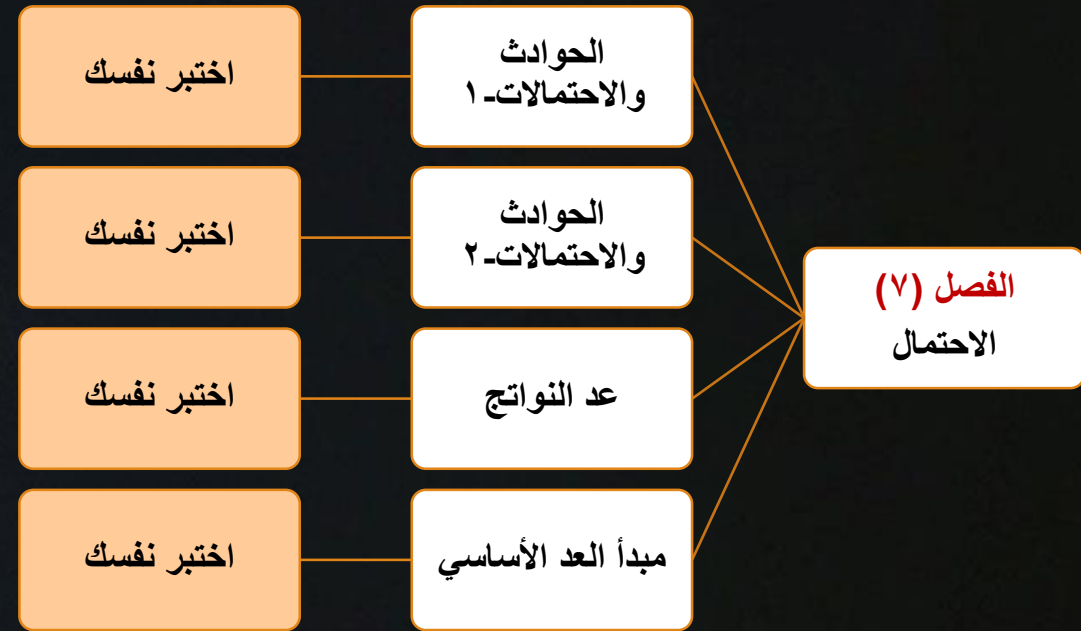 الفصل (٧)
الاحتمال
الحوادث
والاحتمالات-١
اختبر نفسك
الحوادث
والاحتمالات-٢
اختبر نفسك
عد النواتج
اختبر نفسك
مبدأ العد الأساسي
اختبر نفسك